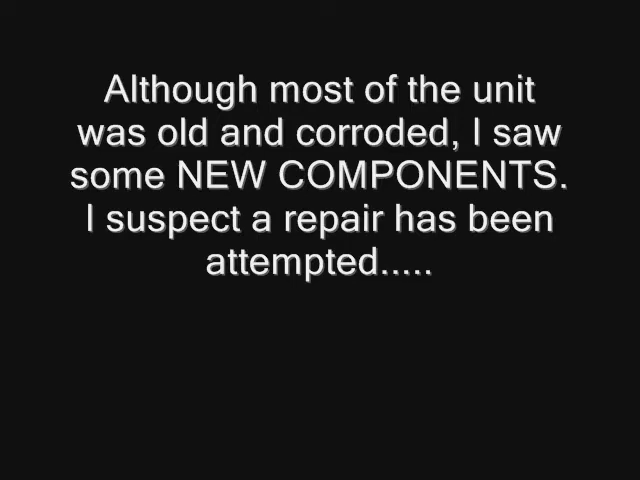 Although most of the unit
was old and corroded, I saw
some NEW COMPONENTS.
I suspect a repair has been
attempted.....